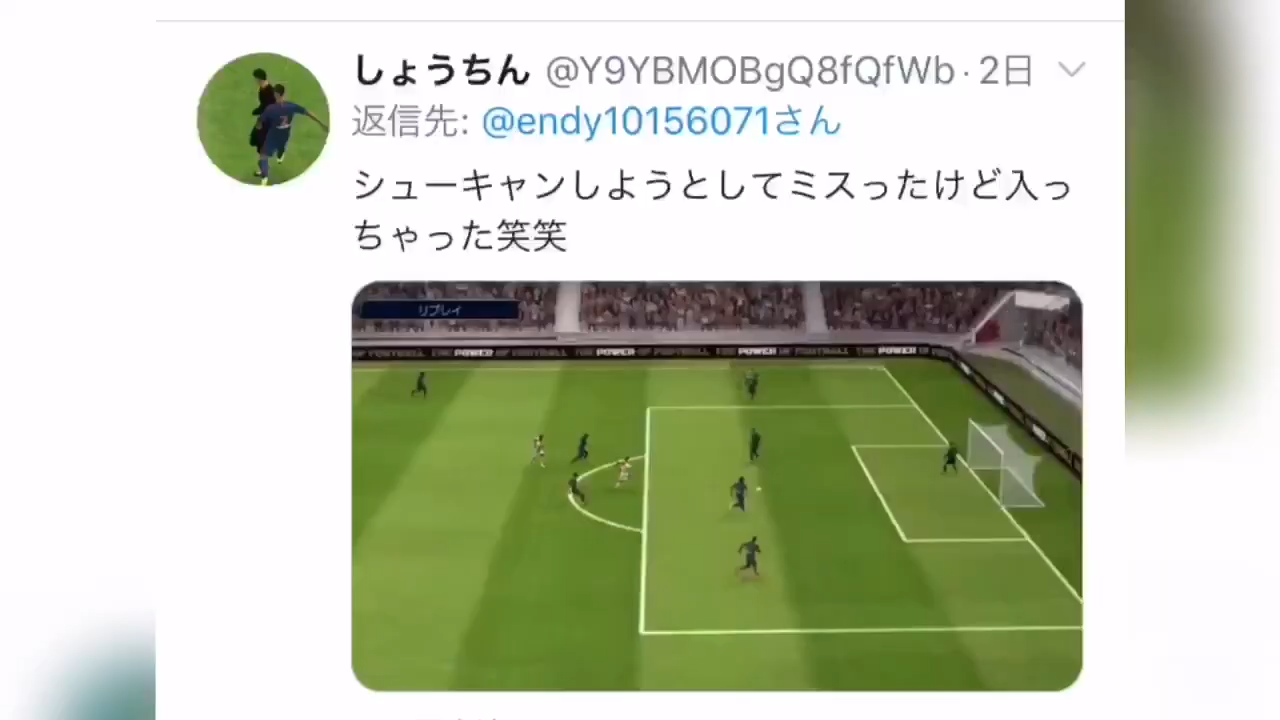 しょうちん @Y9YBMOBgQ8fQfWb · 2日
返信先: @endy10156071さん
シューキャンしようとしてミスったけど入っ
ちゃった笑笑
リプレイ
OF FOOTBALL THE POWER OF FOOTBALL THE POWER OF FOOTBALL THE POWER OF FOOTBALL THE POWER OF